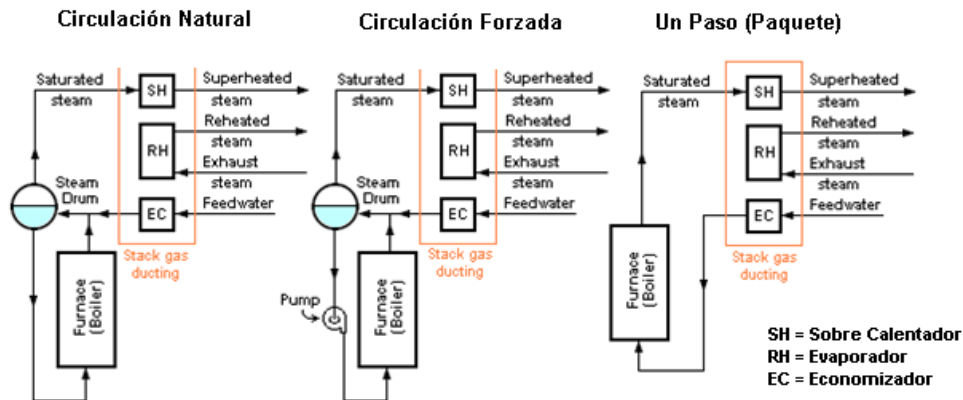 Circulación Natural
Saturated
steam
SH
Superheated
steam
Reheated
steam
RH
Exhaust
steam
Steam
Drum
EC
Feedwater
Stack gas
ducting
Furnace
(Boiler)
Circulación Forzada
Saturated
steam
SH
Superheated
steam
Reheated
steam
RH
Exhaust
steam
Steam
Drum
EC
Feedwater
Stack gas
ducting
Pump
Furnace
(Boiler)
Un Paso (Paquete)
Saturated
steam
SH
Superheated
steam
Reheated
steam
RH
Exhaust
steam
EC
Feedwater
Stack gas
ducting
Furnace
(Boiler)
SH = Sobre Calentador
RH = Evaporador
EC = Economizador